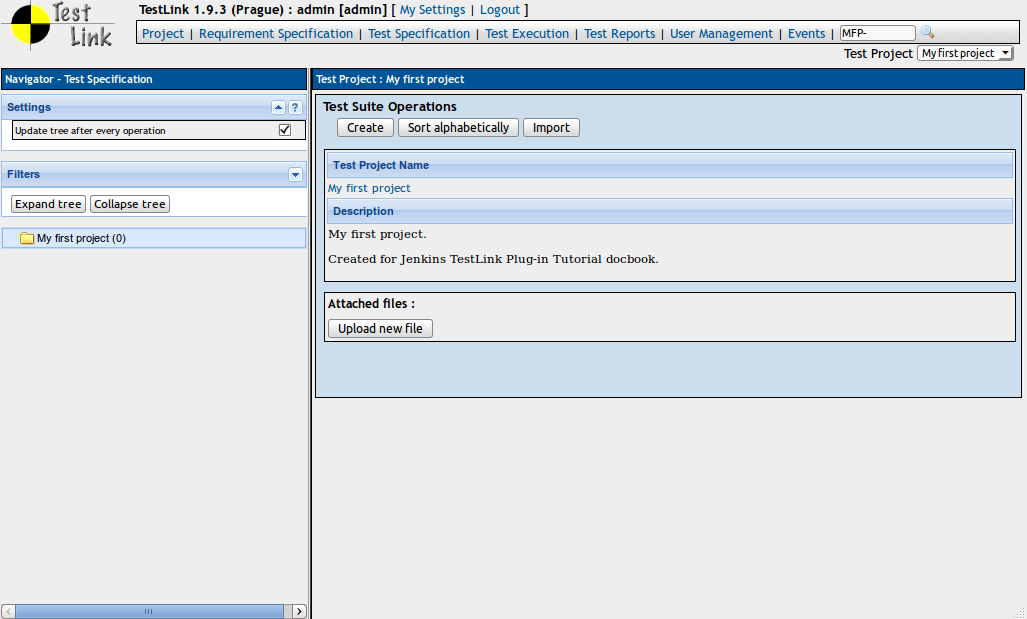 Test Link
TestLink 1.9.3 (Prague) : admin [admin] [ My Settings | Logout ]
Project | Requirement Specification | Test Specification | Test Execution | Test Reports | User Management | Events | MFP-
Test Project My first project
Navigator - Test Specification
Settings
?
Update tree after every operation
Filters
Expand tree Collapse tree
My first project (0)
Test Project : My first project
Test Suite Operations
Create Sort alphabetically Import
Test Project Name
My first project
Description
My first project.
Created for Jenkins TestLink Plug-in Tutorial docbook.
Attached files :
Upload new file